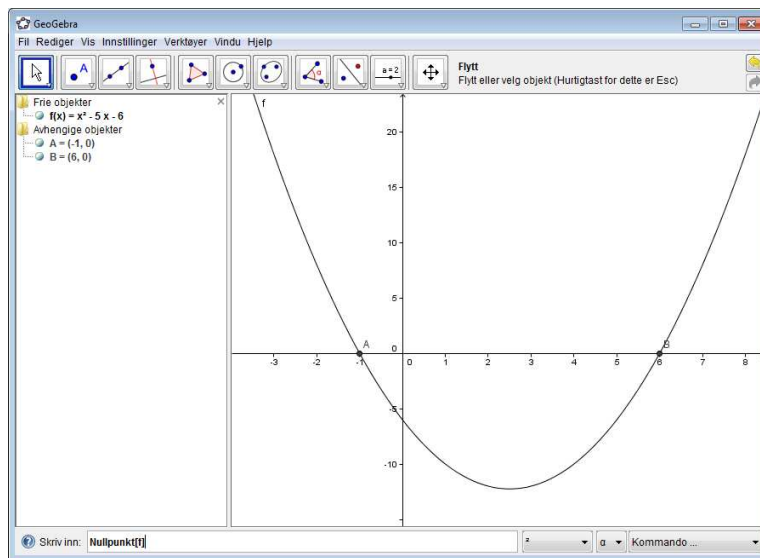 GeoGebra
Fil Rediger Vis Innstillinger Verktøyer Vindu Hjelp
A
α
a = 2
Flytt
Flytt eller velg objekt (Hurtigtast for dette er Esc)
Frie objekter
f(x) = x² - 5 x - 6
Avhengige objekter
A = (-1, 0)
B = (6, 0)
f
20
15
10
5
0
A
B
-3 -2 -1 0 1 2 3 4 5 6 7 8
-5
-10
Skriv inn: Nullpunkt[f] ² α Kommando ...